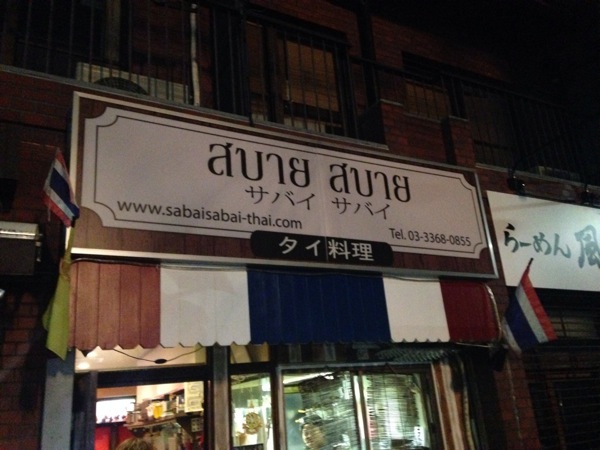 สบาย สบาย
サバイ サバイ
www.sabaisabai-thai.com
Tel. 03-3368-0855
タイ料理
らーめん 風